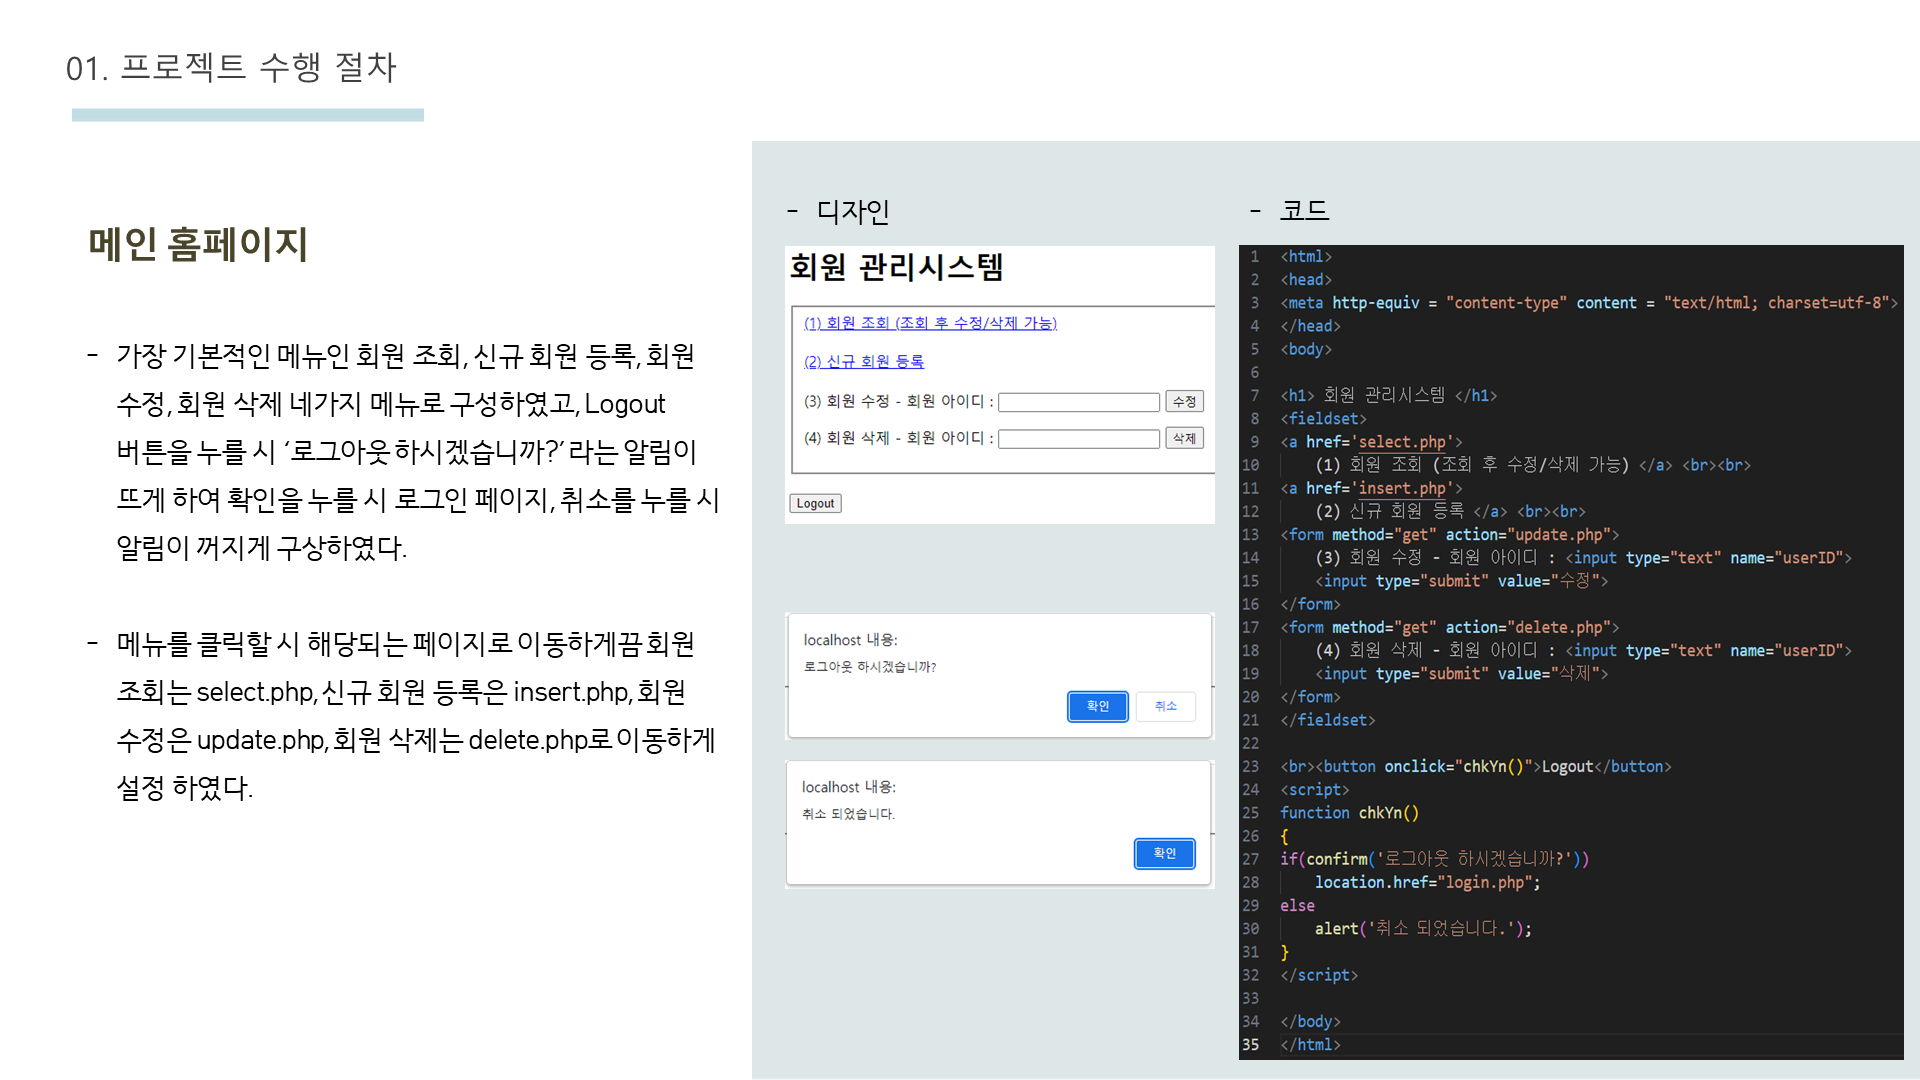 01. 프로젝트 수행 절차
메인 홈페이지
- 가장 기본적인 메뉴인 회원 조회, 신규 회원 등록, 회원
수정, 회원 삭제 네가지 메뉴로 구성하였고, Logout
버튼을 누를 시 ‘로그아웃 하시겠습니까?’ 라는 알림이
뜨게 하여 확인을 누를 시 로그인 페이지, 취소를 누를 시
알림이 꺼지게 구상하였다.
- 메뉴를 클릭할 시 해당되는 페이지로 이동하게끔 회원
조회는 select.php, 신규 회원 등록은 insert.php, 회원
수정은 update.php, 회원 삭제는 delete.php로 이동하게
설정 하였다.
- 디자인
회원 관리시스템
(1) 회원 조회 (조회 후 수정/삭제 가능)
(2) 신규 회원 등록
(3) 회원 수정 - 회원 아이디 : 수정
(4) 회원 삭제 - 회원 아이디 : 삭제
Logout
localhost 내용:
로그아웃 하시겠습니까?
확인 취소
localhost 내용:
취소 되었습니다.
확인
- 코드
1 <html>
2 <head>
3 <meta http-equiv = "content-type" content = "text/html; charset=utf-8">
4 </head>
5 <body>
6
7 <h1> 회원 관리시스템 </h1>
8 <fieldset>
9 <a href='select.php'>
10 (1) 회원 조회 (조회 후 수정/삭제 가능) </a> <br><br>
11 <a href='insert.php'>
12 (2) 신규 회원 등록 </a> <br><br>
13 <form method="get" action="update.php">
14 (3) 회원 수정 - 회원 아이디 : <input type="text" name="userID">
15 <input type="submit" value="수정">
16 </form>
17 <form method="get" action="delete.php">
18 (4) 회원 삭제 - 회원 아이디 : <input type="text" name="userID">
19 <input type="submit" value="삭제">
20 </form>
21 </fieldset>
22
23 <br><button onclick="chkYn()">Logout</button>
24 <script>
25 function chkYn()
26 {
27 if(confirm('로그아웃 하시겠습니까?'))
28 location.href="login.php";
29 else
30 alert('취소 되었습니다.');
31 }
32 </script>
33
34 </body>
35 </html>